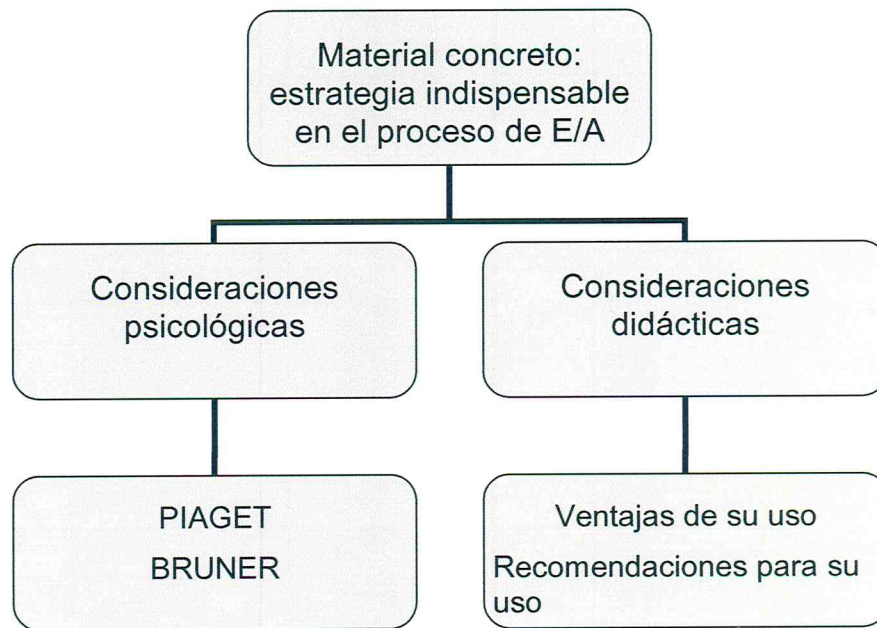 Material concreto:
estrategia indispensable
en el proceso de E/A
Consideraciones
psicológicas
Consideraciones
didácticas
PIAGET
BRUNER
Ventajas de su uso
Recomendaciones para su
uso